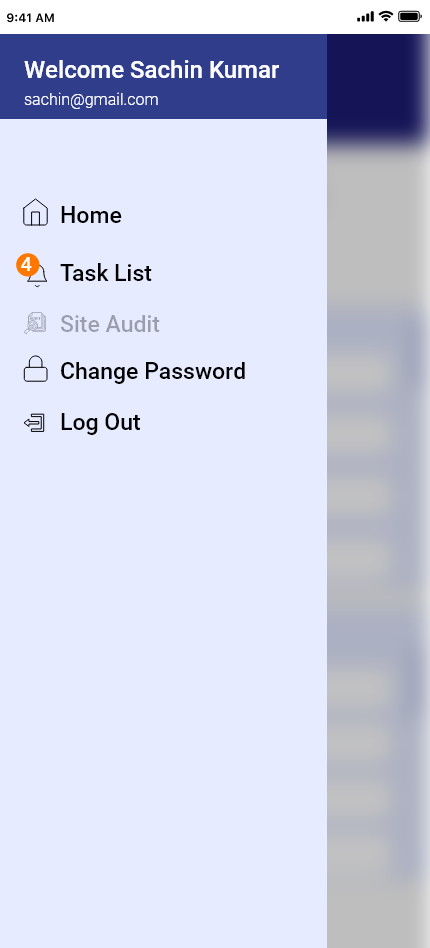 9:41 AM
Welcome Sachin Kumar
sachin@gmail.com
Home
4
Task List
Site Audit
Change Password
Log Out